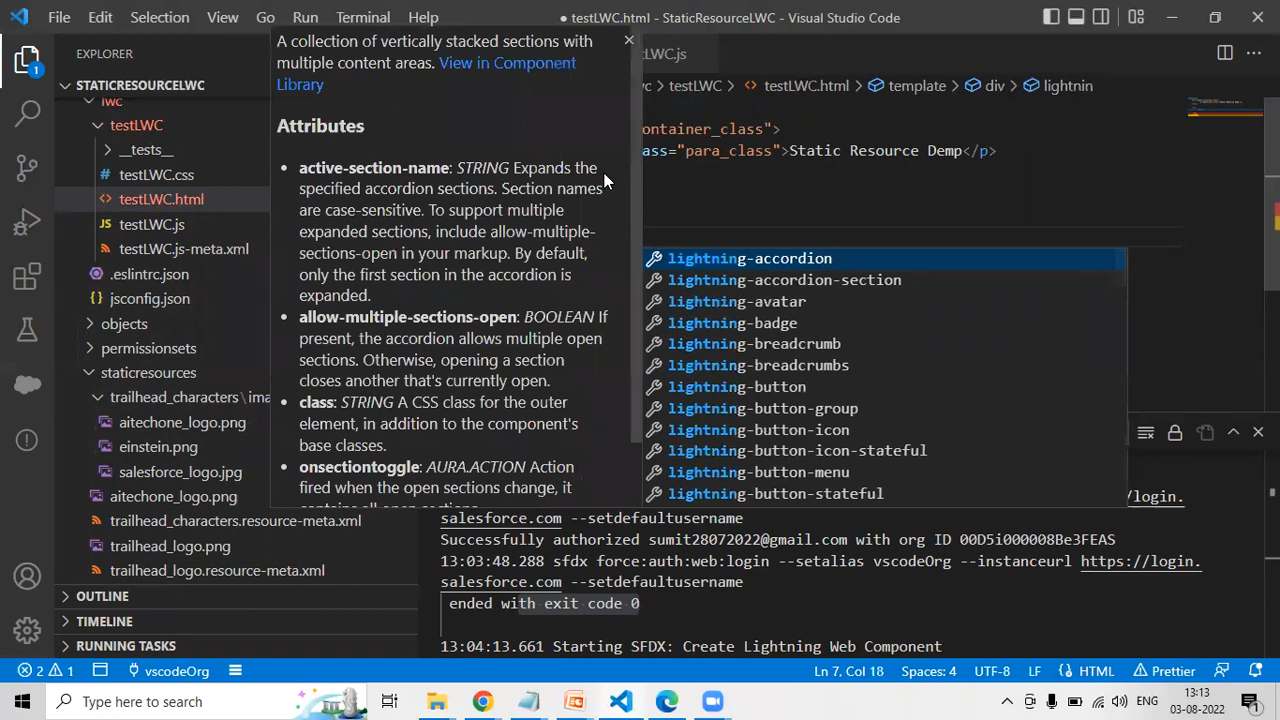 File Edit Selection View Go Run Terminal Help
● testLWC.html - StaticResourceLWC - Visual Studio Code
EXPLORER
STATICRESOURCELWC
lwc
testLWC
__tests__
testLWC.css
testLWC.html
testLWC.js
testLWC.js-meta.xml
.eslintrc.json
jsconfig.json
objects
permissionsets
staticresources
trailhead_characters\ima
aitechone_logo.png
einstein.png
salesforce_logo.jpg
aitechone_logo.png
trailhead_characters.resource-meta.xml
trailhead_logo.png
trailhead_logo.resource-meta.xml
OUTLINE
TIMELINE
RUNNING TASKS
A collection of vertically stacked sections with
multiple content areas. View in Component
Library
Attributes
• active-section-name: STRING Expands the
specified accordion sections. Section names
are case-sensitive. To support multiple
expanded sections, include allow-multiple-
sections-open in your markup. By default,
only the first section in the accordion is
expanded.
• allow-multiple-sections-open: BOOLEAN If
present, the accordion allows multiple open
sections. Otherwise, opening a section
closes another that's currently open.
• class: STRING A CSS class for the outer
element, in addition to the component's
base classes.
• onsectiontoggle: AURA.ACTION Action
fired when the open sections change, it
tLWC.js
c > testLWC > testLWC.html > template > div > lightnin
ontainer_class">
ass="para_class">Static Resource Demp</p>
lightning-accordion
lightning-accordion-section
lightning-avatar
lightning-badge
lightning-breadcrumb
lightning-breadcrumbs
lightning-button
lightning-button-group
lightning-button-icon
lightning-button-icon-stateful
lightning-button-menu
lightning-button-stateful
/login.
salesforce.com --setdefaultusername
Successfully authorized sumit28072022@gmail.com with org ID 00D5i000008Be3FEAS
13:03:48.288 sfdx force:auth:web:login --setalias vscodeOrg --instanceurl https://login.
salesforce.com --setdefaultusername
ended with exit code 0
13:04:13.661 Starting SFDX: Create Lightning Web Component
2 1 vscodeOrg Ln 7, Col 18 Spaces: 4 UTF-8 LF HTML Prettier
Type here to search
13:13
03-08-2022
1
1